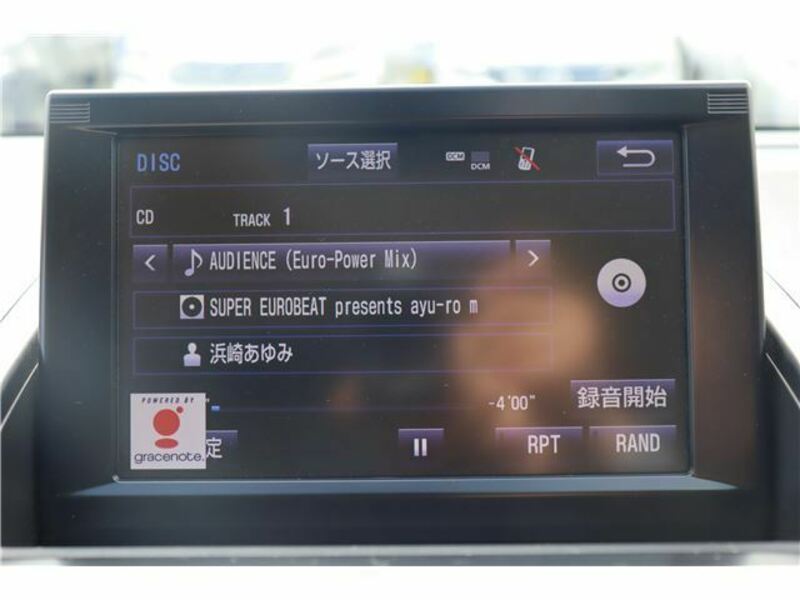 DISC ソース選択 DCM DCM
CD TRACK 1
< AUDIENCE (Euro-Power Mix) >
SUPER EUROBEAT presents ayu-ro m
浜崎あゆみ
-4'00" 録音開始
POWERED BY
gracenote.
定 RPT RAND